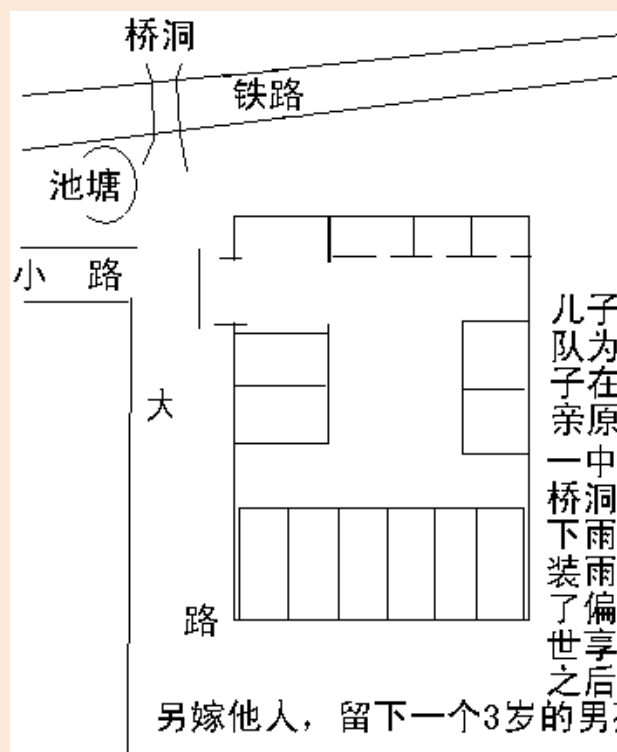 桥洞
铁路
池塘
小 路
大
路
儿子
队为
子在
亲原
一中
桥洞
下雨
装雨
了偏
世享
之后
另嫁他人，留下一个3岁的男